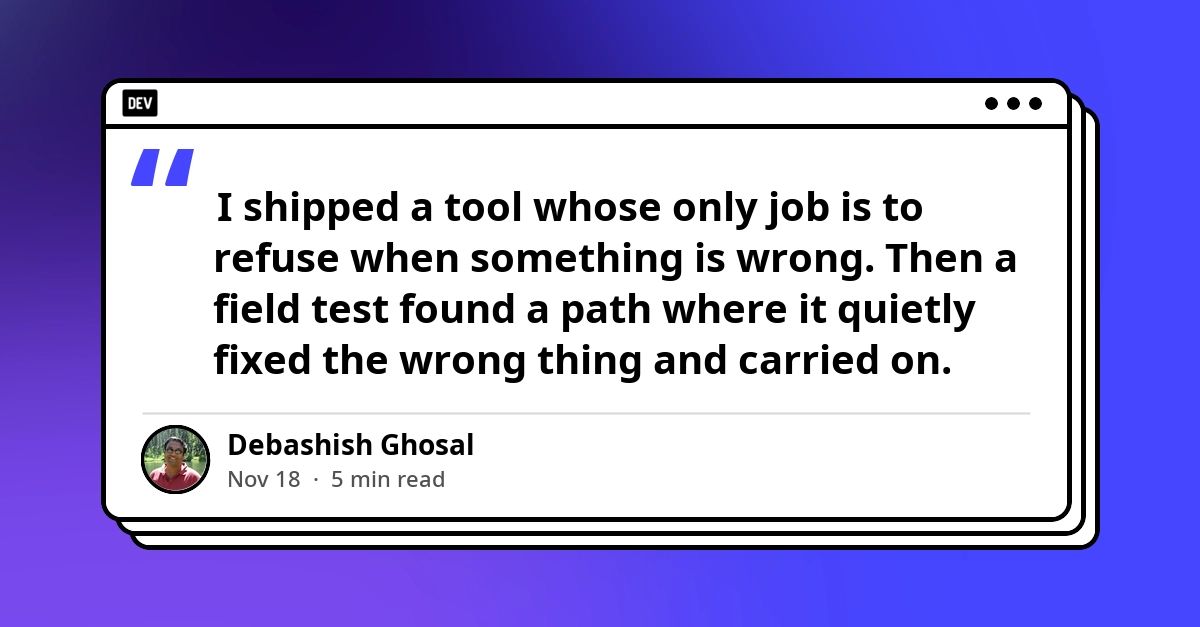 DEV
I shipped a tool whose only job is to
refuse when something is wrong. Then a
field test found a path where it quietly
fixed the wrong thing and carried on.
Debashish Ghosal
Nov 18 · 5 min read